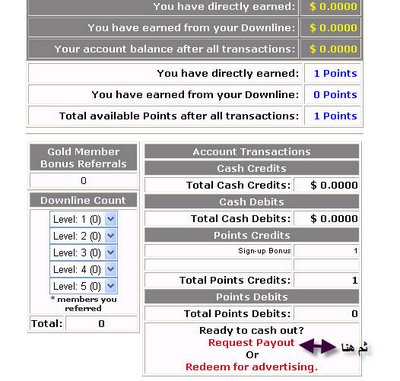 You have directly earned: $ 0.0000
You have earned from your Downline: $ 0.0000
Your account balance after all transactions: $ 0.0000
You have directly earned: 1 Points
You have earned from your Downline: 0 Points
Total available Points after all transactions: 1 Points
Gold Member
Bonus Referrals
0
Downline Count
Level: 1 (0)
Level: 2 (0)
Level: 3 (0)
Level: 4 (0)
Level: 5 (0)
* members you
referred
Total: 0
Account Transactions
Cash Credits
Total Cash Credits: $ 0.0000
Cash Debits
Total Cash Debits: $ 0.0000
Points Credits
Sign-up Bonus 1
Total Points Credits: 1
Points Debits
Total Points Debits: 0
Ready to cash out?
Request Payout
ثم هنا
Or
Redeem for advertising.